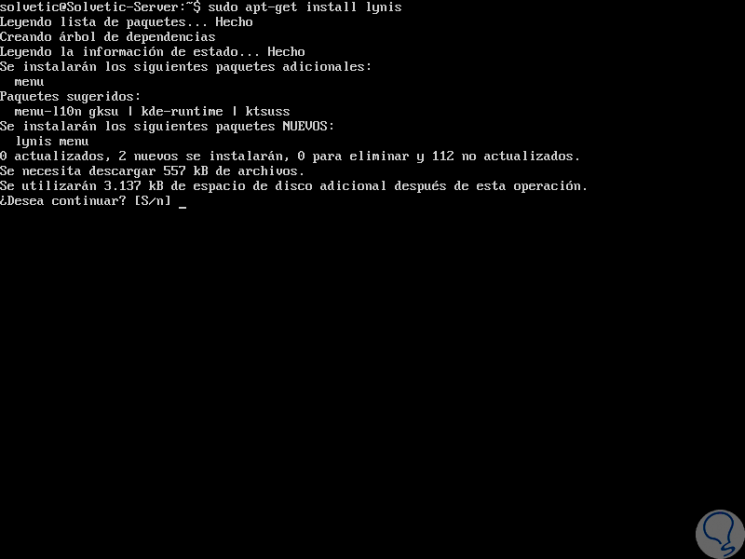 solvetic@Solvetic-Server:~$ sudo apt-get install lynis
Leyendo lista de paquetes... Hecho
Creando árbol de dependencias
Leyendo la información de estado... Hecho
Se instalarán los siguientes paquetes adicionales:
  menu
Paquetes sugeridos:
  menu-l10n gksu | kde-runtime | ktsuss
Se instalarán los siguientes paquetes NUEVOS:
  lynis menu
0 actualizados, 2 nuevos se instalarán, 0 para eliminar y 112 no actualizados.
Se necesita descargar 557 kB de archivos.
Se utilizarán 3.137 kB de espacio de disco adicional después de esta operación.
¿Desea continuar? [S/n] _